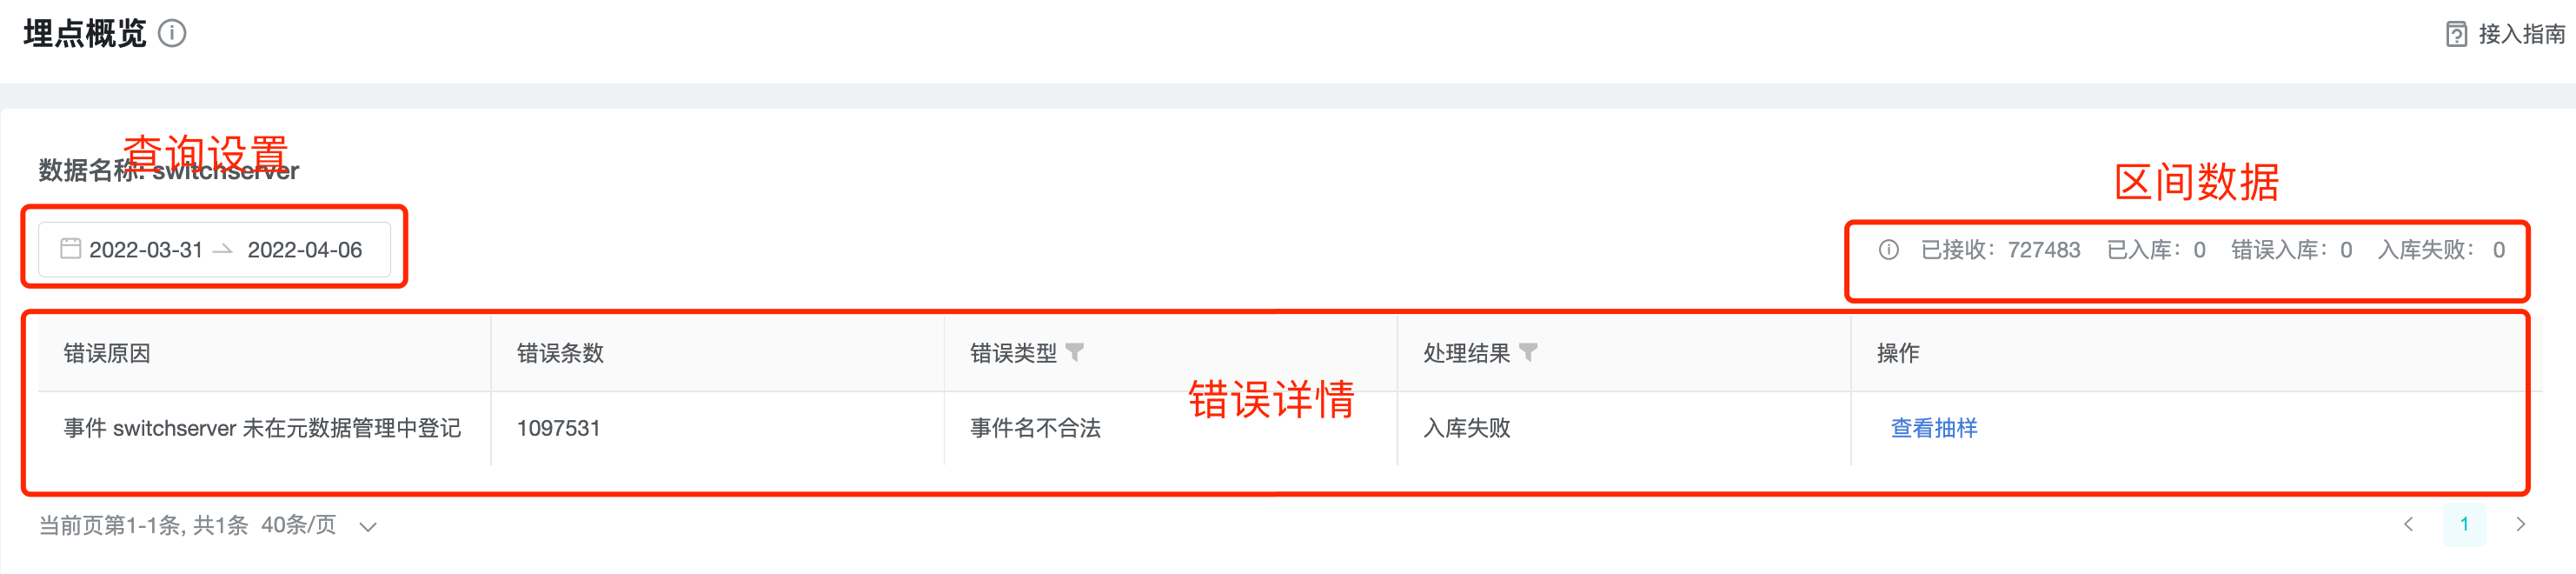 埋点概览
接入指南
查询设置
数据名称: switchserver
区间数据
2022-03-31 2022-04-06
已接收：727483 已入库：0 错误入库：0 入库失败：0
错误原因 错误条数 错误类型 处理结果 操作
错误详情
事件 switchserver 未在元数据管理中登记 1097531 事件名不合法 入库失败 查看抽样
当前页第1-1条, 共1条 40条/页
1